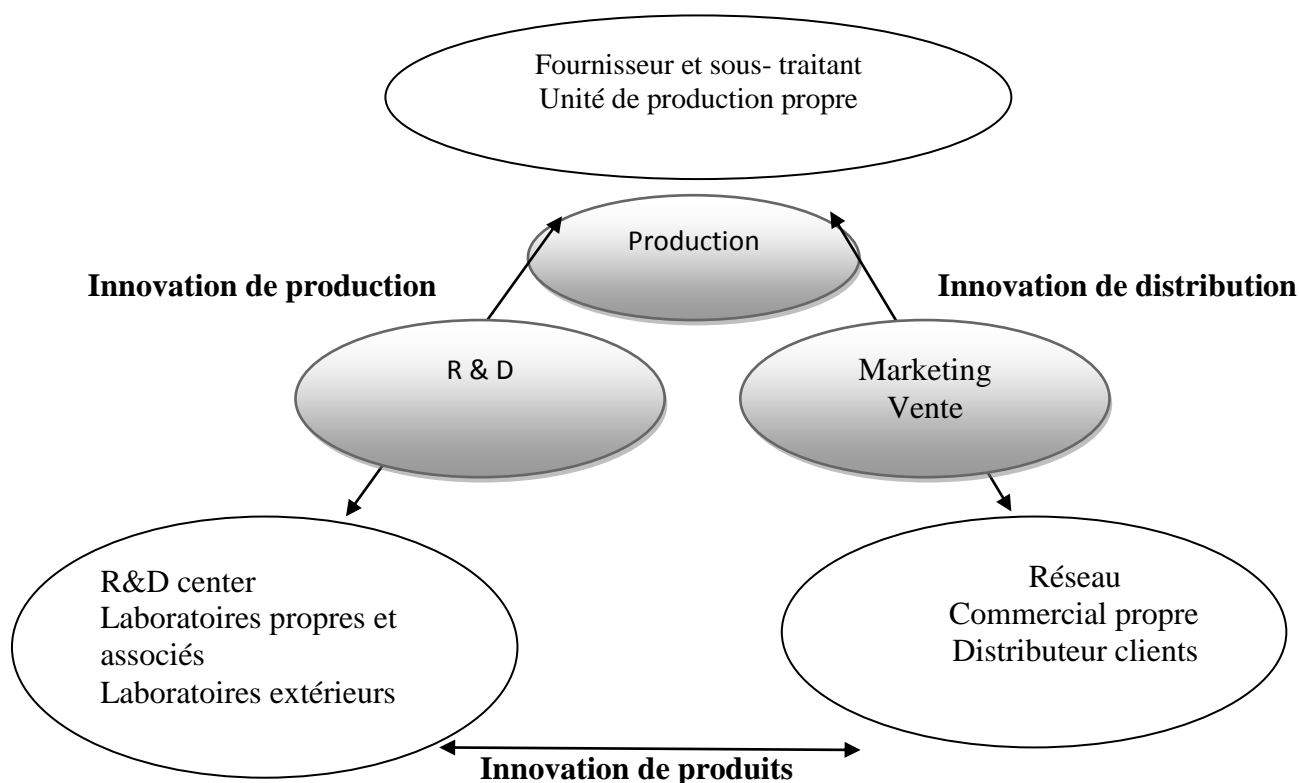 Fournisseur et sous- traitant
Unité de production propre
Production
Innovation de production
Innovation de distribution
R & D
Marketing
Vente
R&D center
Laboratoires propres et
associés
Laboratoires extérieurs
Réseau
Commercial propre
Distributeur clients
Innovation de produits